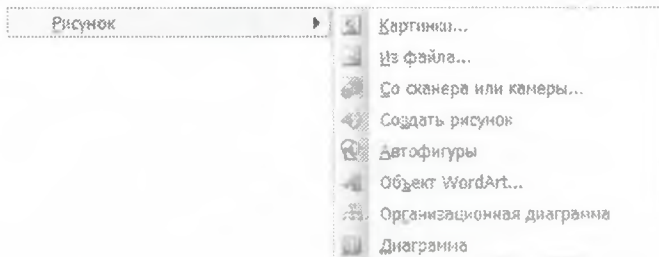 Рисунок
Картинки...
Из файла...
Со сканера или камеры...
Создать рисунок
Автофигуры
Объект WordArt...
Организационная диаграмма
Диаграмма